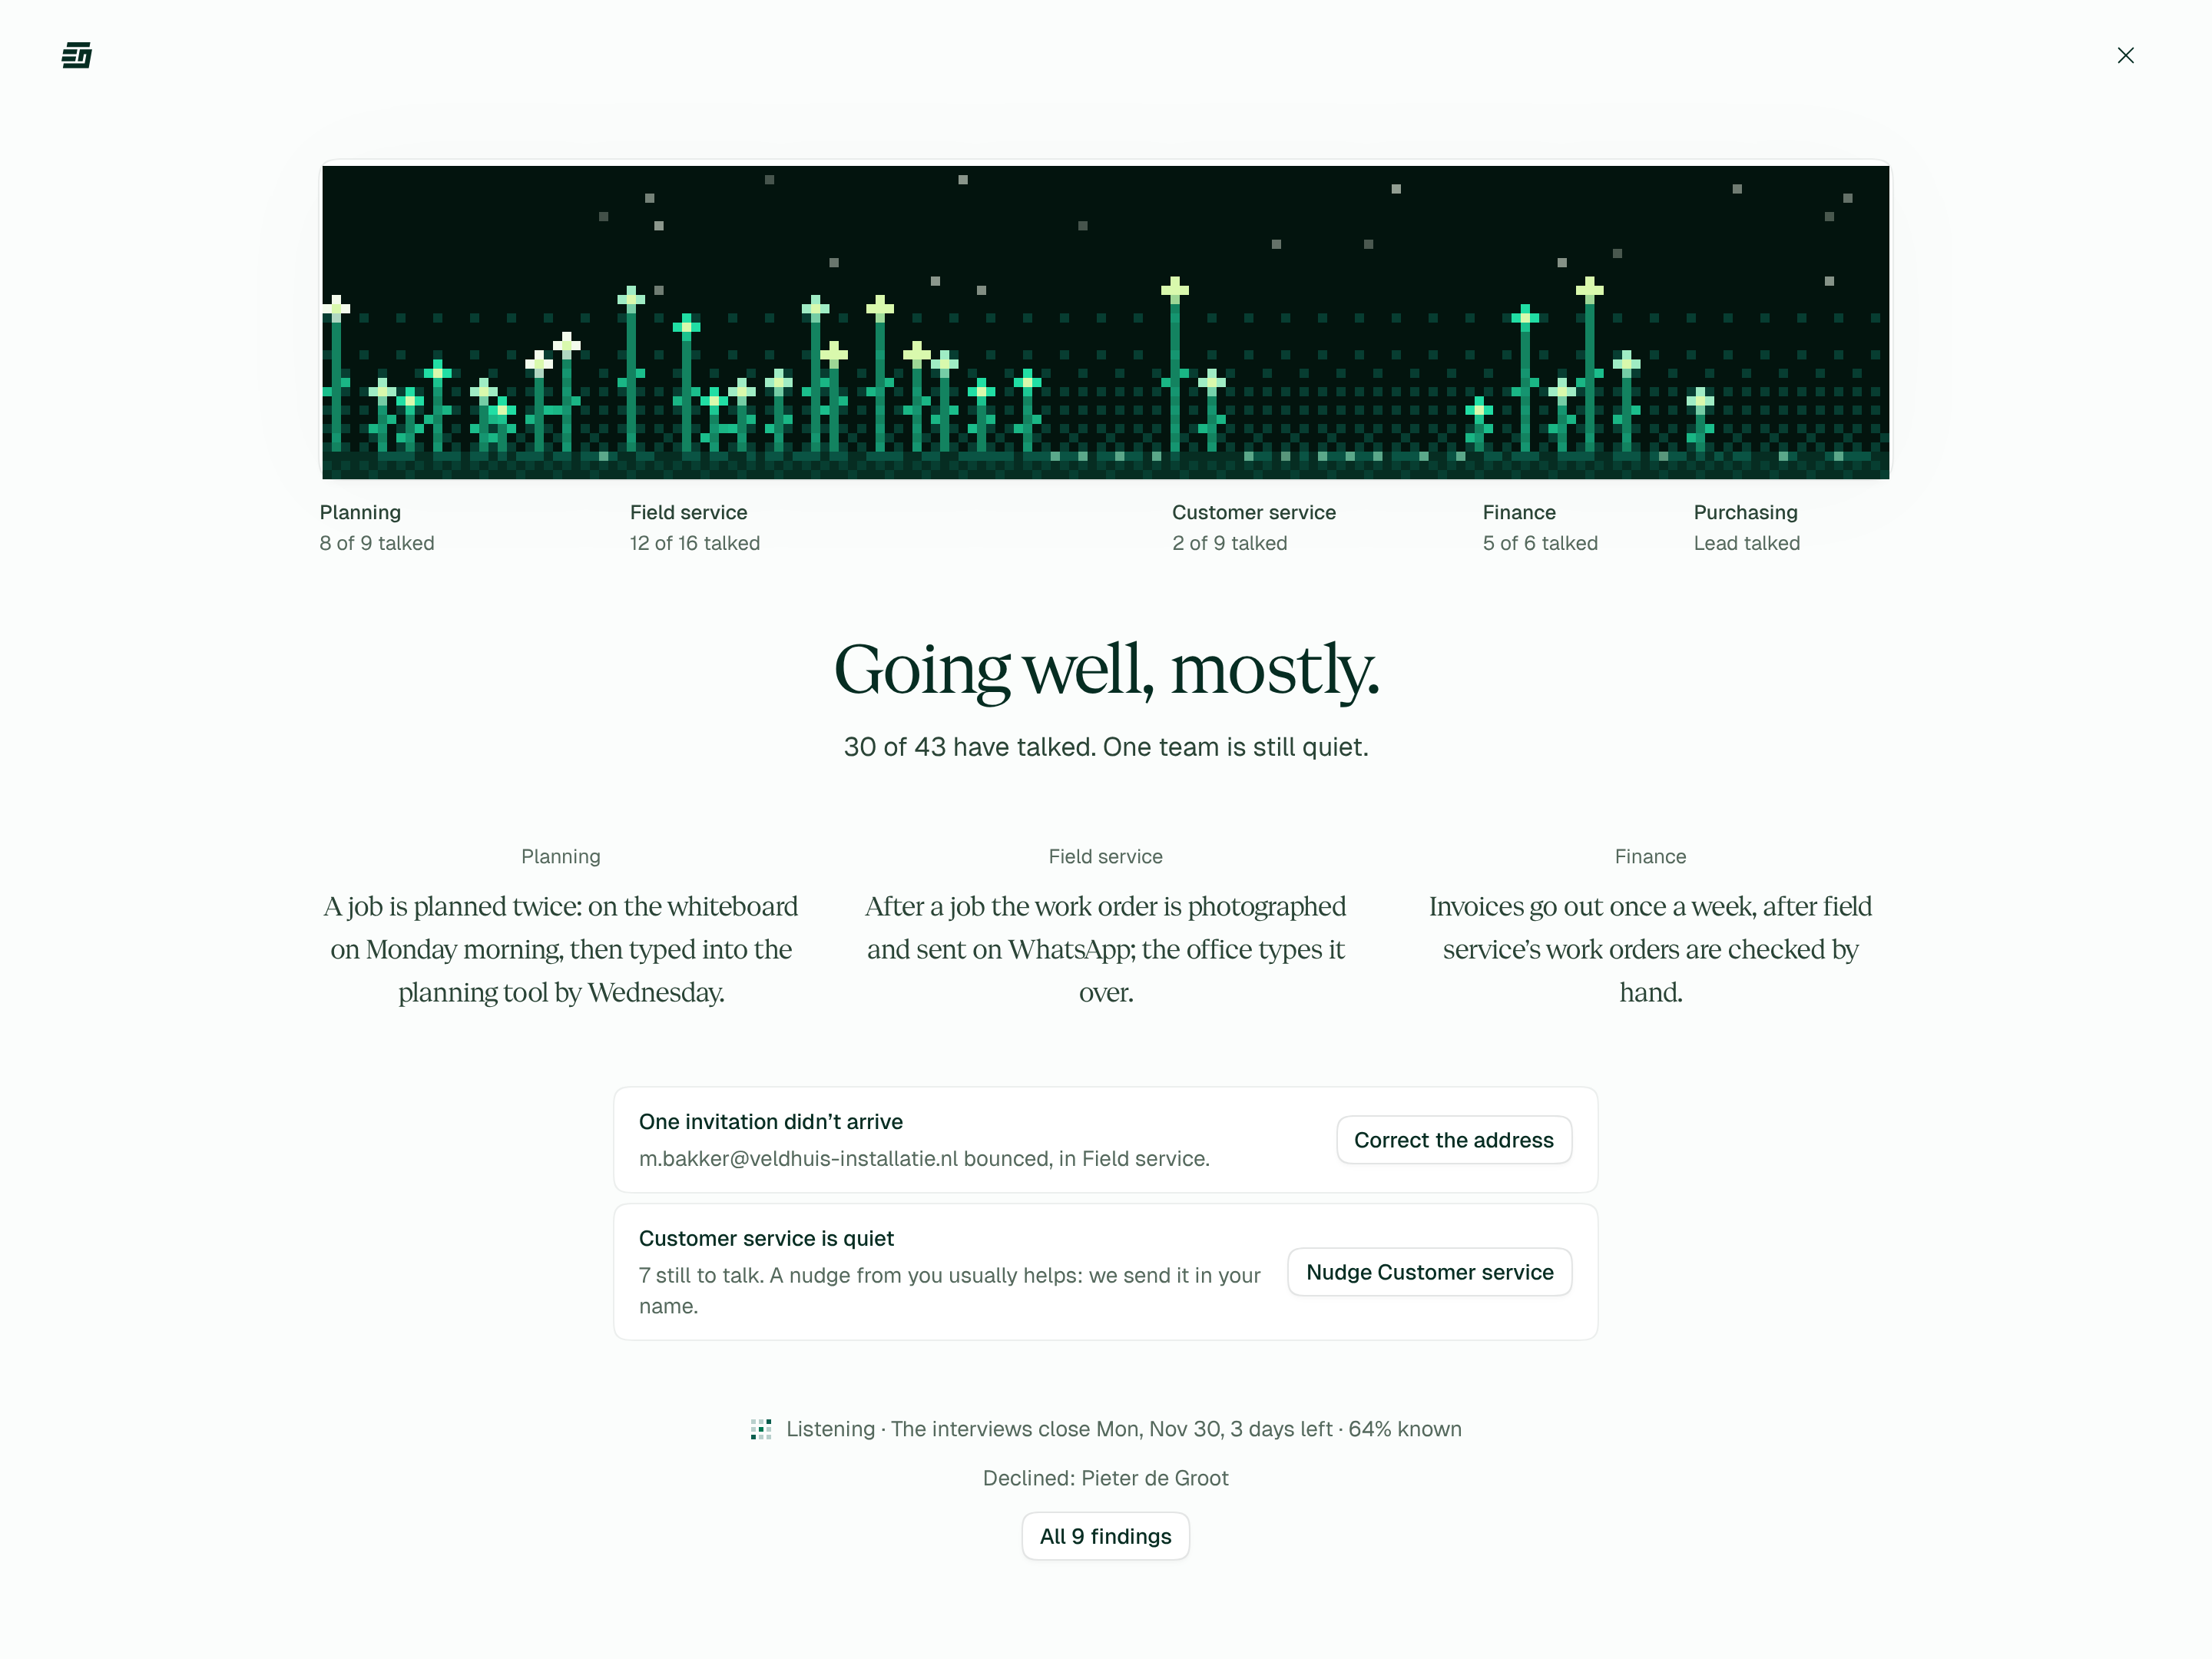 Planning
8 of 9 talked
Field service
12 of 16 talked
Customer service
2 of 9 talked
Finance
5 of 6 talked
Purchasing
Lead talked
Going well, mostly.
30 of 43 have talked. One team is still quiet.
Planning
A job is planned twice: on the whiteboard
on Monday morning, then typed into the
planning tool by Wednesday.
Field service
After a job the work order is photographed
and sent on WhatsApp; the office types it
over.
Finance
Invoices go out once a week, after field
service’s work orders are checked by
hand.
One invitation didn’t arrive
m.bakker@veldhuis-installatie.nl bounced, in Field service.
Correct the address
Customer service is quiet
7 still to talk. A nudge from you usually helps: we send it in your
name.
Nudge Customer service
Listening · The interviews close Mon, Nov 30, 3 days left · 64% known
Declined: Pieter de Groot
All 9 findings